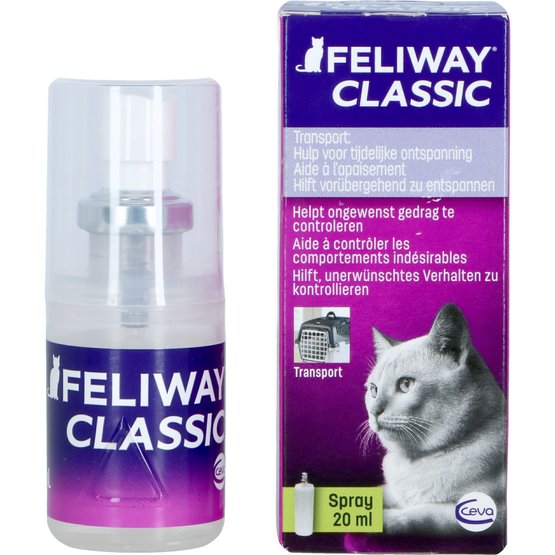 FELIWAY
CLASSIC
Transport:
Hulp voor tijdelijke ontspanning
Aide à l'apaisement
Hilft vorübergehend zu entspannen
Helpt ongewenst gedrag te
controleren
Aide à contrôler les
comportements indésirables
Hilft, unerwünschtes Verhalten zu
kontrollieren
Transport
Spray
20 ml
Ceva
FELIWAY
CLASSIC
Ceva